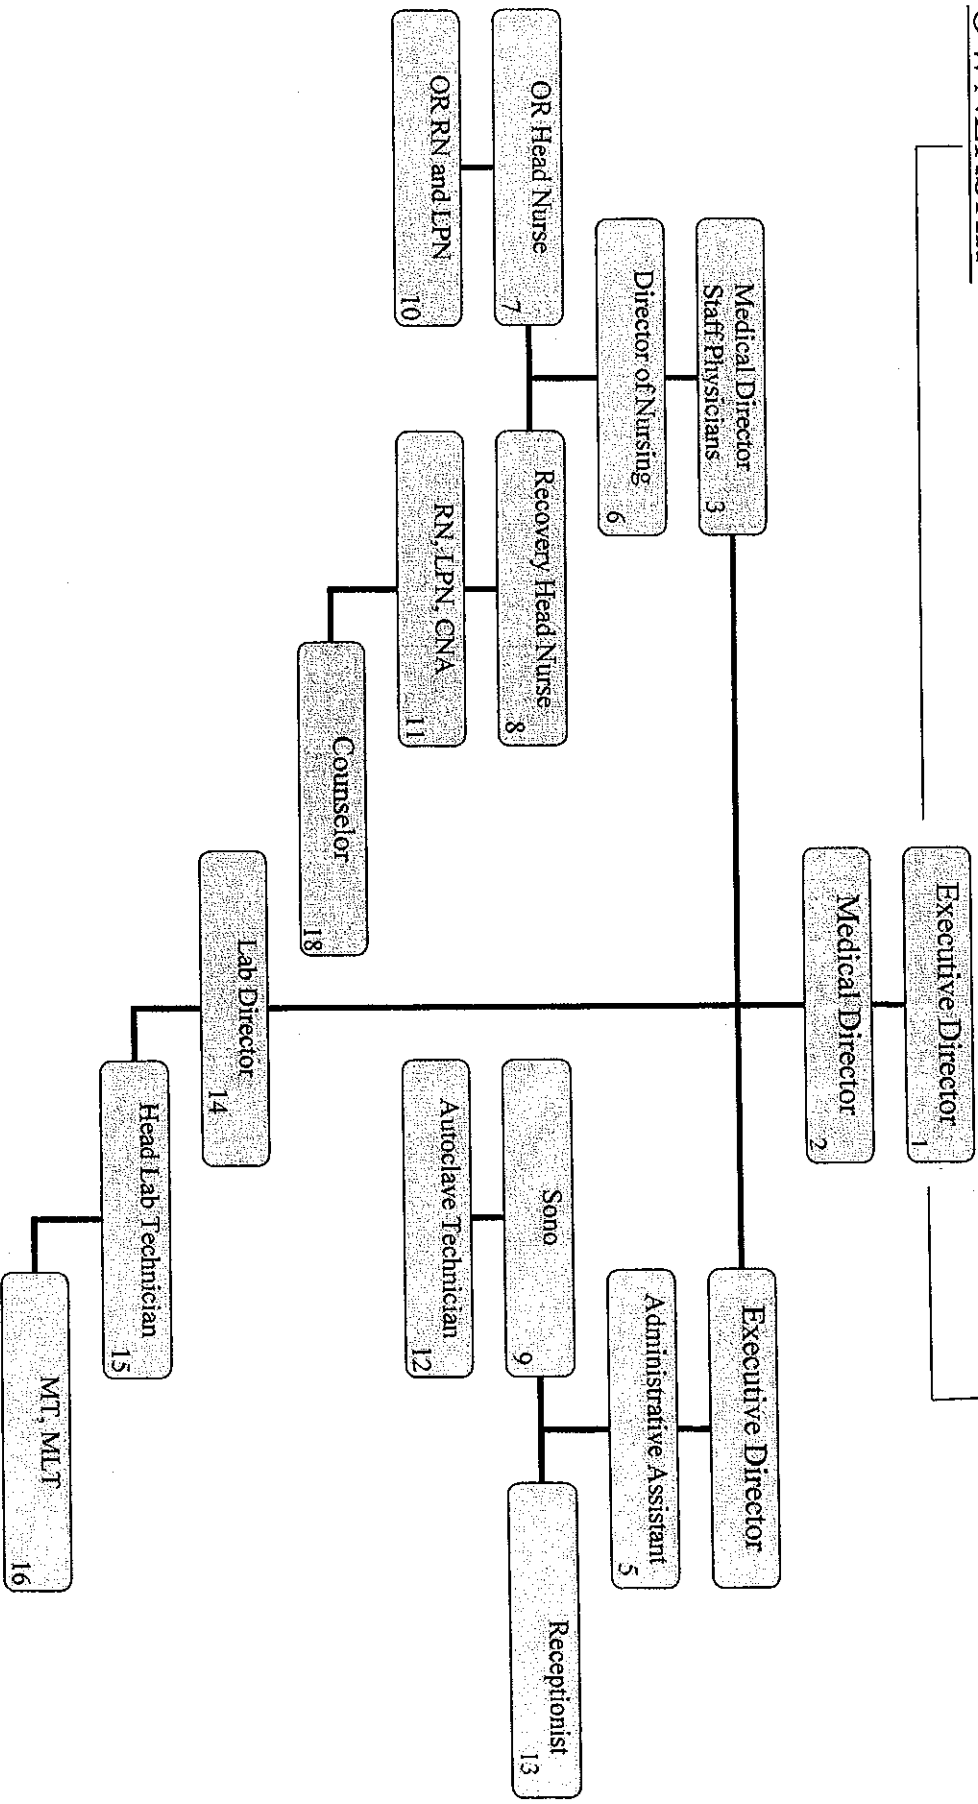 Executive Director
1
Medical Director
2
Medical Director
Staff Physicians
3
Executive Director
Director of Nursing
6
Administrative Assistant
5
OR Head Nurse
7
Recovery Head Nurse
8
Sono
9
Receptionist
13
OR RN and LPN
10
RN, LPN, CNA
11
Autoclave Technician
12
Counselor
18
Lab Director
14
Head Lab Technician
15
MT, MLT
16